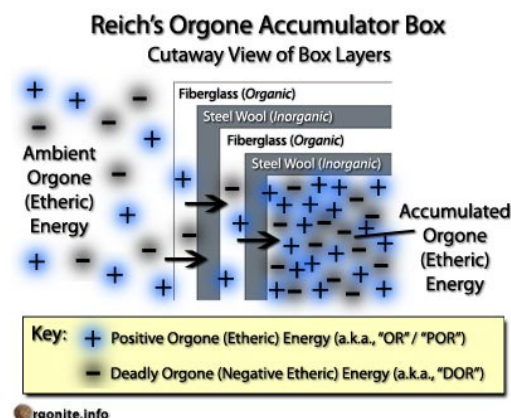 Reich's Orgone Accumulator Box
Cutaway View of Box Layers
Fiberglass (Organic)
Steel Wool (Inorganic)
Fiberglass (Organic)
Steel Wool (Inorganic)
Ambient
Orgone
(Etheric)
Energy
Accumulated
Orgone
(Etheric)
Energy
Key: + Positive Orgone (Etheric) Energy (a.k.a., "OR" / "POR")
- Deadly Orgone (Negative Etheric) Energy (a.k.a., "DOR")
rgonite.info